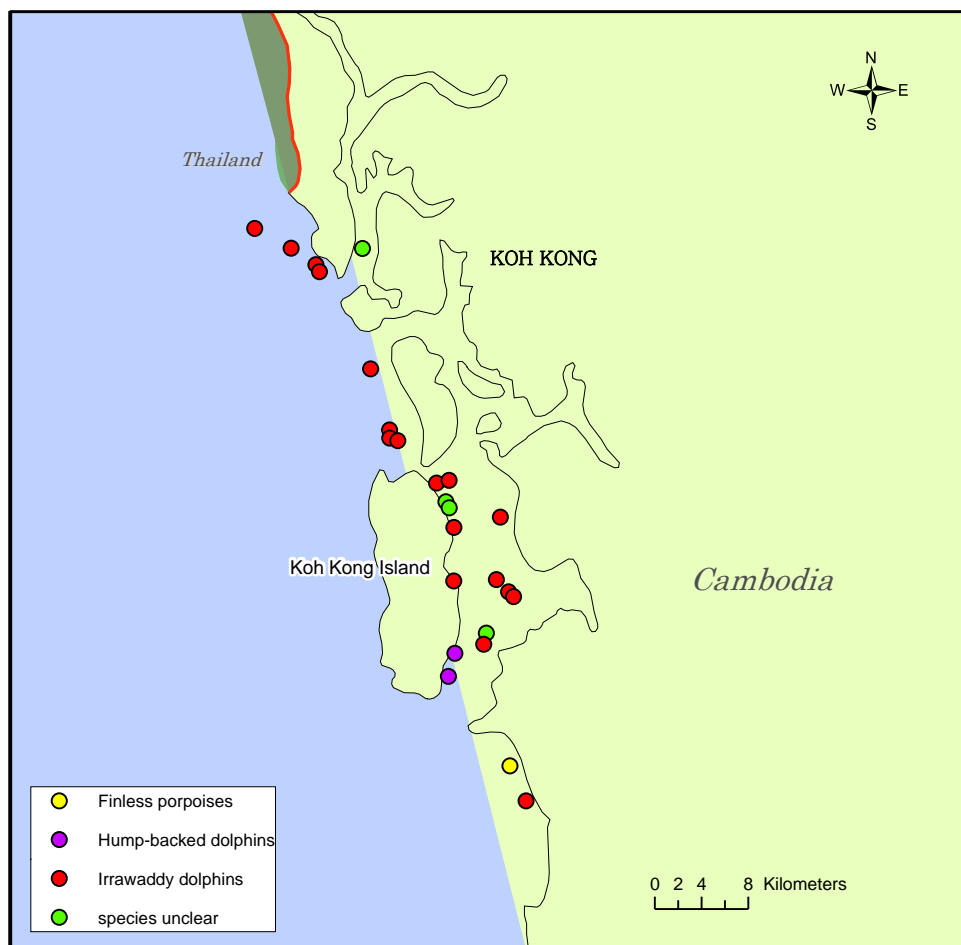 N
W E
S
Thailand
KOH KONG
Koh Kong Island
Cambodia
Finless porpoises
Hump-backed dolphins
Irrawaddy dolphins
species unclear
0 2 4 8 Kilometers